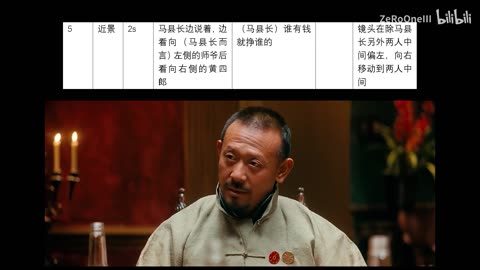 ZeRoOneIII bilibili
5 近景 2s 马县长边说着，边 （马县长）谁有钱 镜头在除马县
看向（马县长而 就挣谁的 长另外两人中
言）左侧的师爷后 间偏左，向右
看向右侧的黄四 移动到两人中
郎 间